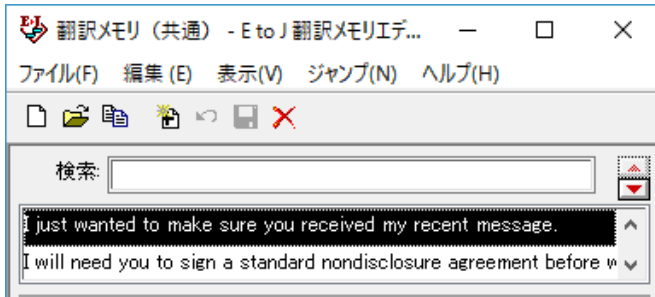 翻訳メモリ（共通） - E to J 翻訳メモリエデ...
ファイル(F) 編集(E) 表示(V) ジャンプ(N) ヘルプ(H)
検索:
I just wanted to make sure you received my recent message.
I will need you to sign a standard nondisclosure agreement before